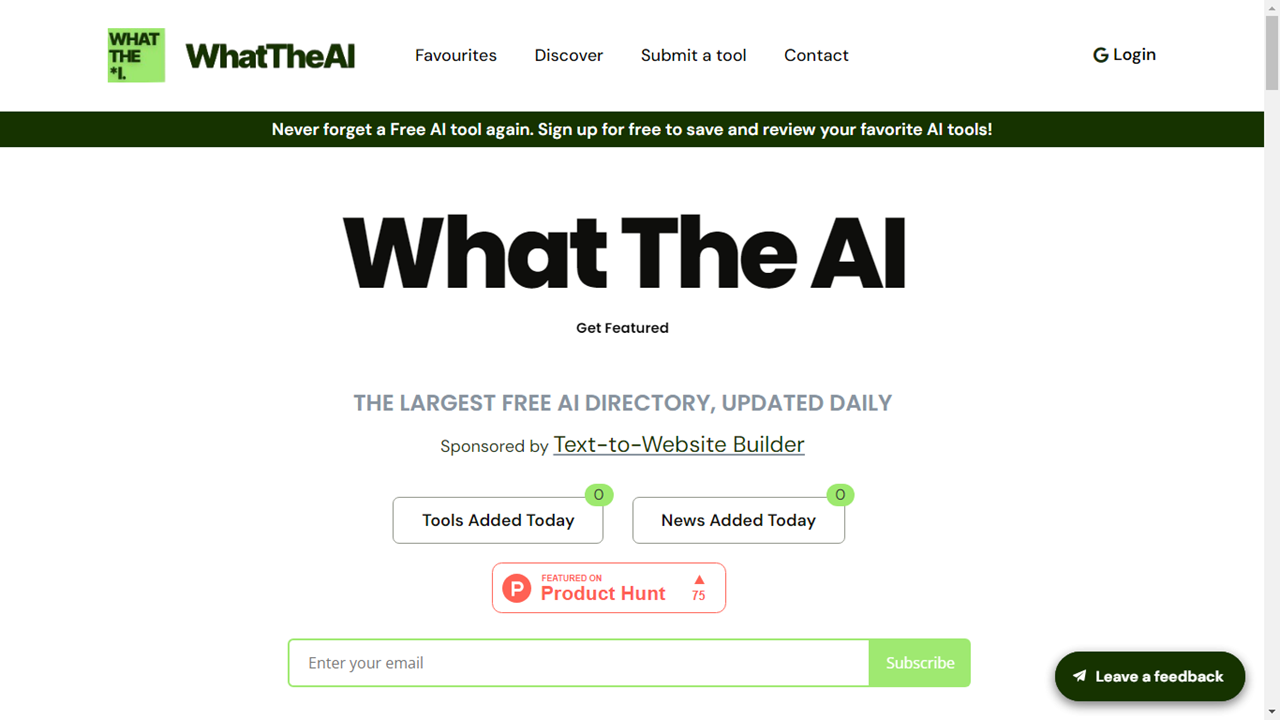 WHAT
THE
*I.
WhatTheAI
Favourites
Discover
Submit a tool
Contact
Login
Never forget a Free AI tool again. Sign up for free to save and review your favorite AI tools!
What The AI
Get Featured
THE LARGEST FREE AI DIRECTORY, UPDATED DAILY
Sponsored by Text-to-Website Builder
0
Tools Added Today
0
News Added Today
P
FEATURED ON
Product Hunt
75
Enter your email
Subscribe
Leave a feedback